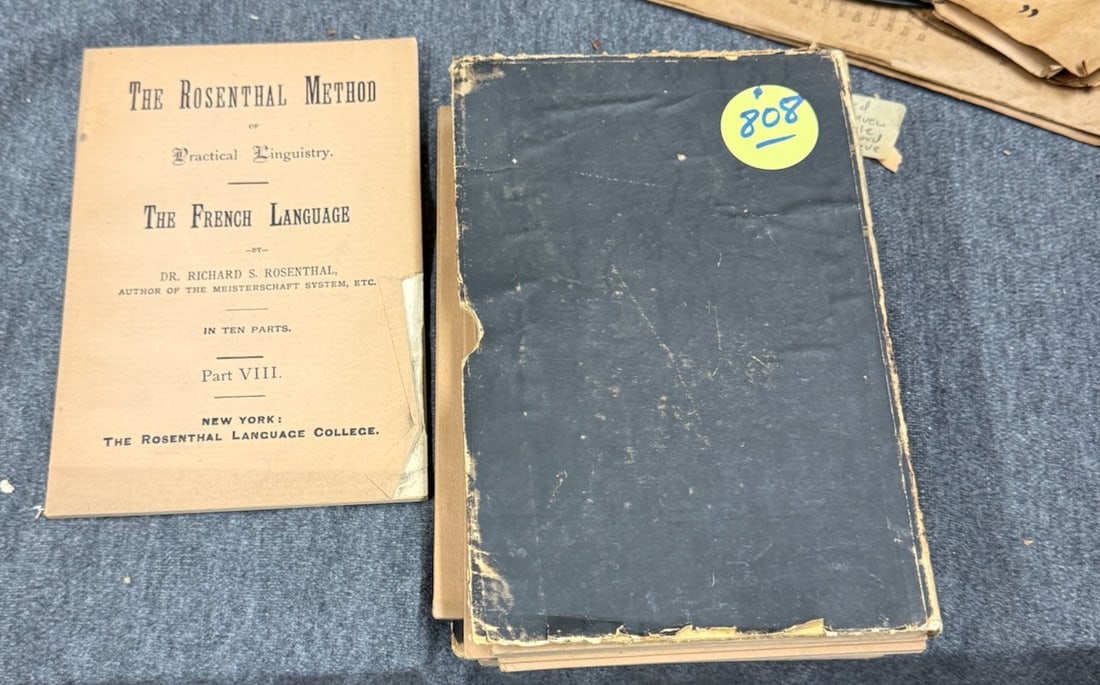 The Rosenthal Method
OF
Practical Linguistry.
The French Language
—BY—
DR. RICHARD S. ROSENTHAL,
AUTHOR OF THE MEISTERSCHAFT SYSTEM, ETC.
IN TEN PARTS.
Part VIII.
NEW YORK:
The Rosenthal Language College.
808